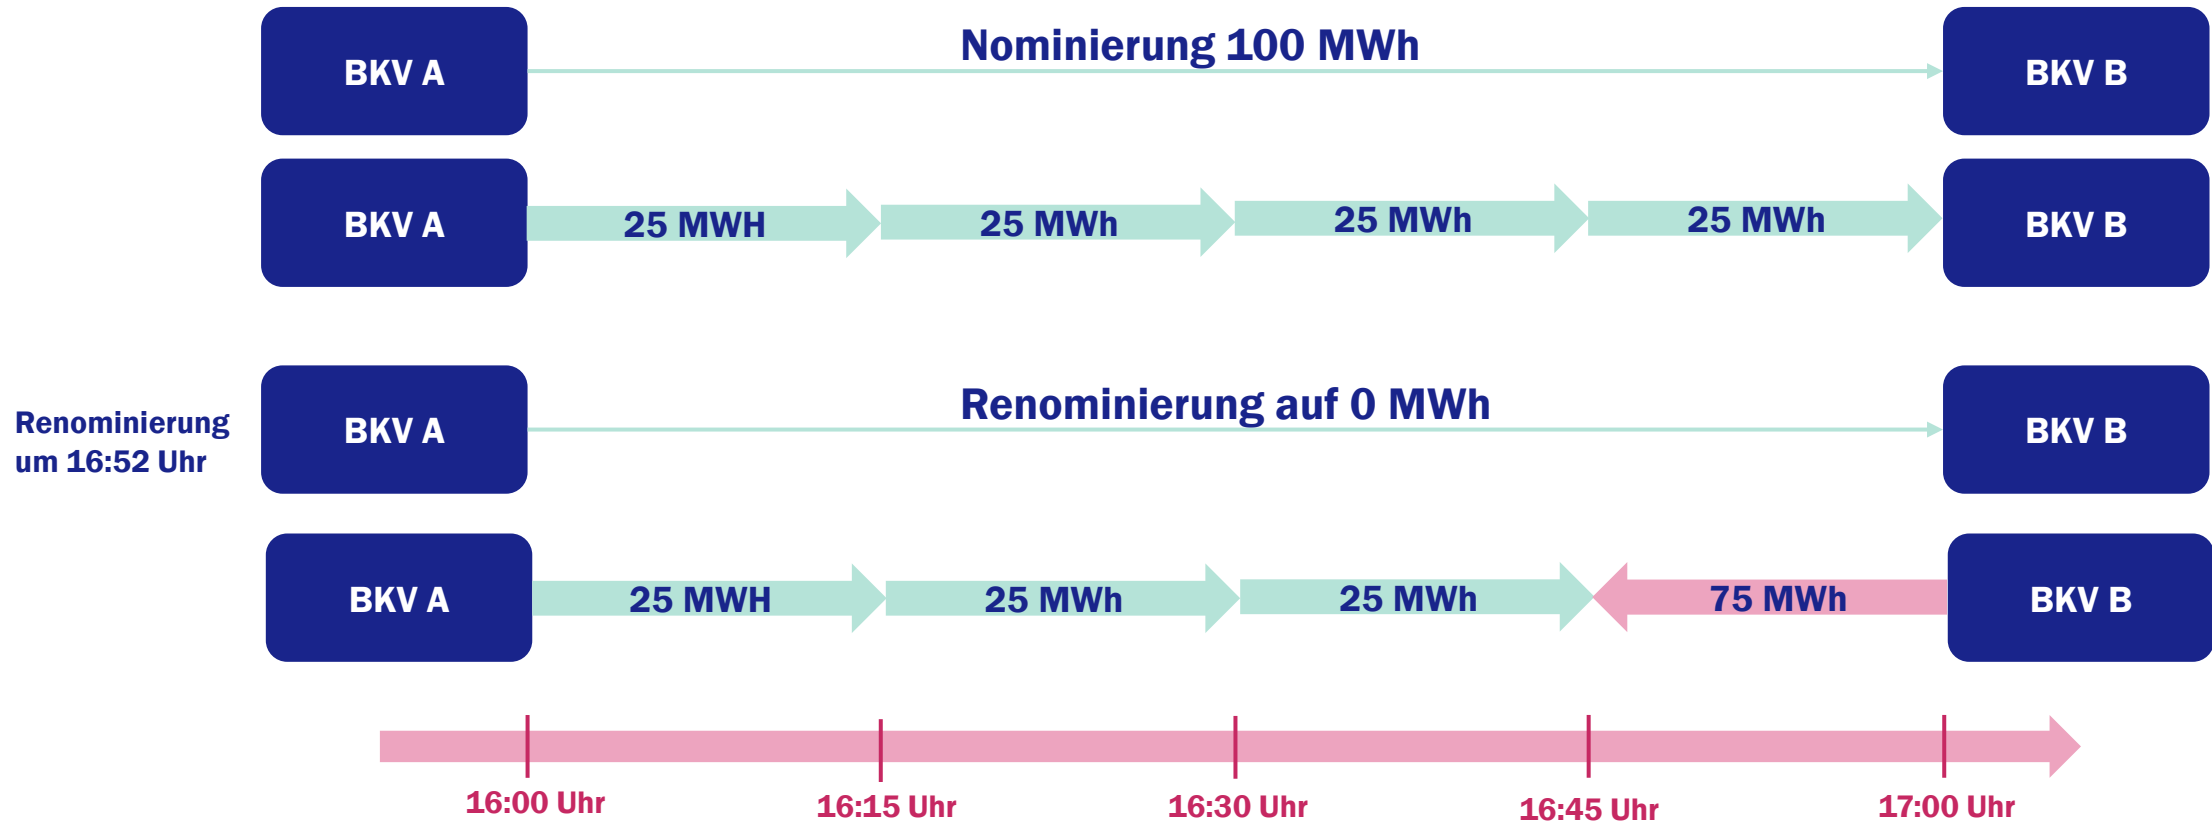 BKV A
Nominierung 100 MWh
BKV B
BKV A
25 MWH
25 MWh
25 MWh
25 MWh
BKV B
Renominierung
um 16:52 Uhr
BKV A
Renominierung auf 0 MWh
BKV B
BKV A
25 MWH
25 MWh
25 MWh
75 MWh
BKV B
16:00 Uhr
16:15 Uhr
16:30 Uhr
16:45 Uhr
17:00 Uhr